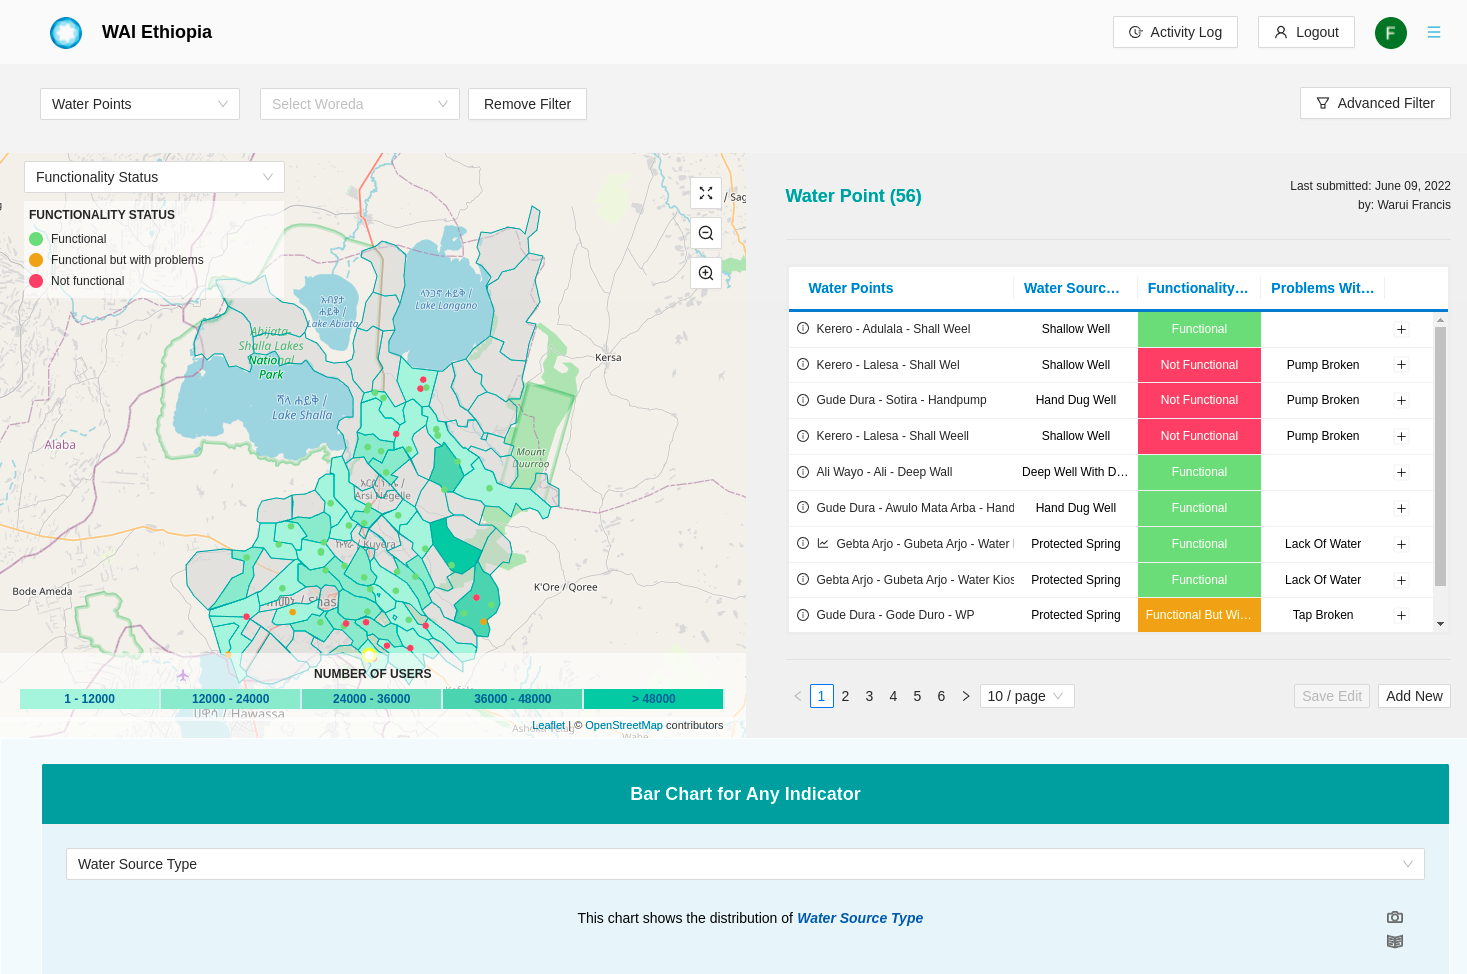 WAI Ethiopia
Activity Log
Logout
F
Water Points
Select Woreda
Remove Filter
Advanced Filter
Functionality Status
FUNCTIONALITY STATUS
Functional
Functional but with problems
Not functional
አብያታ
ሐይቅ /
Lake Abiata
ላንጋኖ ሐይቅ /
Lake Langano
Abijata
Shalla Lakes
National
Park
ሻላ ሐይቅ /
Lake Shalla
Kersa
Alaba
Mount
Duurroo
Arsi Negelle
/ Kuyera
Bode Ameda
K'Ore / Qoree
NUMBER OF USERS
1 - 12000
12000 - 24000
24000 - 36000
36000 - 48000
> 48000
ሀዋሳ / Hawassa
Leaflet | © OpenStreetMap contributors
Water Point (56)
Last submitted: June 09, 2022
by: Warui Francis
Water Points Water Sourc… Functionality… Problems Wit…
Kerero - Adulala - Shall Weel Shallow Well Functional
Kerero - Lalesa - Shall Wel Shallow Well Not Functional Pump Broken
Gude Dura - Sotira - Handpump Hand Dug Well Not Functional Pump Broken
Kerero - Lalesa - Shall Weell Shallow Well Not Functional Pump Broken
Ali Wayo - Ali - Deep Wall Deep Well With D… Functional
Gude Dura - Awulo Mata Arba - Hand Hand Dug Well Functional
Gebta Arjo - Gubeta Arjo - Water Protected Spring Functional Lack Of Water
Gebta Arjo - Gubeta Arjo - Water Kios Protected Spring Functional Lack Of Water
Gude Dura - Gode Duro - WP Protected Spring Functional But Wi… Tap Broken
1 2 3 4 5 6
10 / page
Save Edit
Add New
Bar Chart for Any Indicator
Water Source Type
This chart shows the distribution of Water Source Type